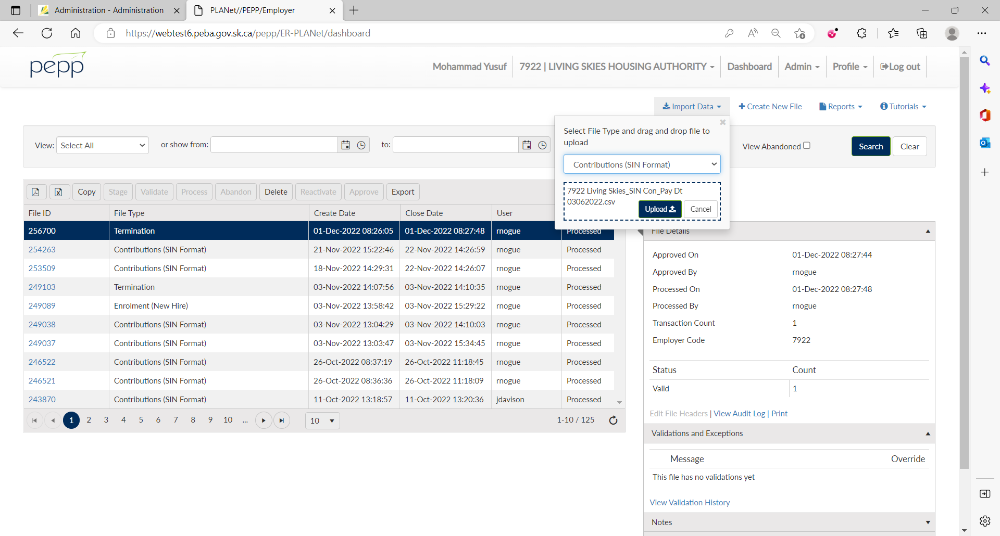 Administration - Administration
PLANet//PEPP/Employer
https://webtest6.peba.gov.sk.ca/pepp/ER-PLANet/dashboard
pepp
Mohammad Yusuf
7922 | LIVING SKIES HOUSING AUTHORITY
Dashboard
Admin
Profile
Log out
Import Data
Create New File
Reports
Tutorials
Select File Type and drag and drop file to
upload
Contributions (SIN Format)
7922 Living Skies_SIN Con_Pay Dt
03062022.csv
Upload
Cancel
View: Select All
or show from:
to:
View Abandoned
Search
Clear
Copy Stage Validate Process Abandon Delete Reactivate Approve Export
File ID File Type Create Date Close Date User
256700 Termination 01-Dec-2022 08:26:05 01-Dec-2022 08:27:48 rnogue Processed
254263 Contributions (SIN Format) 21-Nov-2022 15:22:46 22-Nov-2022 14:26:59 rnogue Processed
253509 Contributions (SIN Format) 18-Nov-2022 14:29:31 22-Nov-2022 14:26:07 rnogue Processed
249103 Termination 03-Nov-2022 14:07:56 03-Nov-2022 14:10:35 rnogue Processed
249089 Enrolment (New Hire) 03-Nov-2022 13:58:42 03-Nov-2022 15:29:22 rnogue Processed
249038 Contributions (SIN Format) 03-Nov-2022 13:04:29 03-Nov-2022 14:10:03 rnogue Processed
249037 Contributions (SIN Format) 03-Nov-2022 13:03:47 03-Nov-2022 15:34:45 rnogue Processed
246522 Contributions (SIN Format) 26-Oct-2022 08:37:19 26-Oct-2022 11:18:45 rnogue Processed
246521 Contributions (SIN Format) 26-Oct-2022 08:36:36 26-Oct-2022 11:18:09 rnogue Processed
243870 Contributions (SIN Format) 11-Oct-2022 13:18:57 11-Oct-2022 13:20:36 jdavison Processed
1 2 3 4 5 6 7 8 9 10 ... 10 1-10 / 125
File Details
Approved On 01-Dec-2022 08:27:44
Approved By rnogue
Processed On 01-Dec-2022 08:27:48
Processed By rnogue
Transaction Count 1
Employer Code 7922
Status Count
Valid 1
Edit File Headers | View Audit Log | Print
Validations and Exceptions
Message Override
This file has no validations yet
View Validation History
Notes